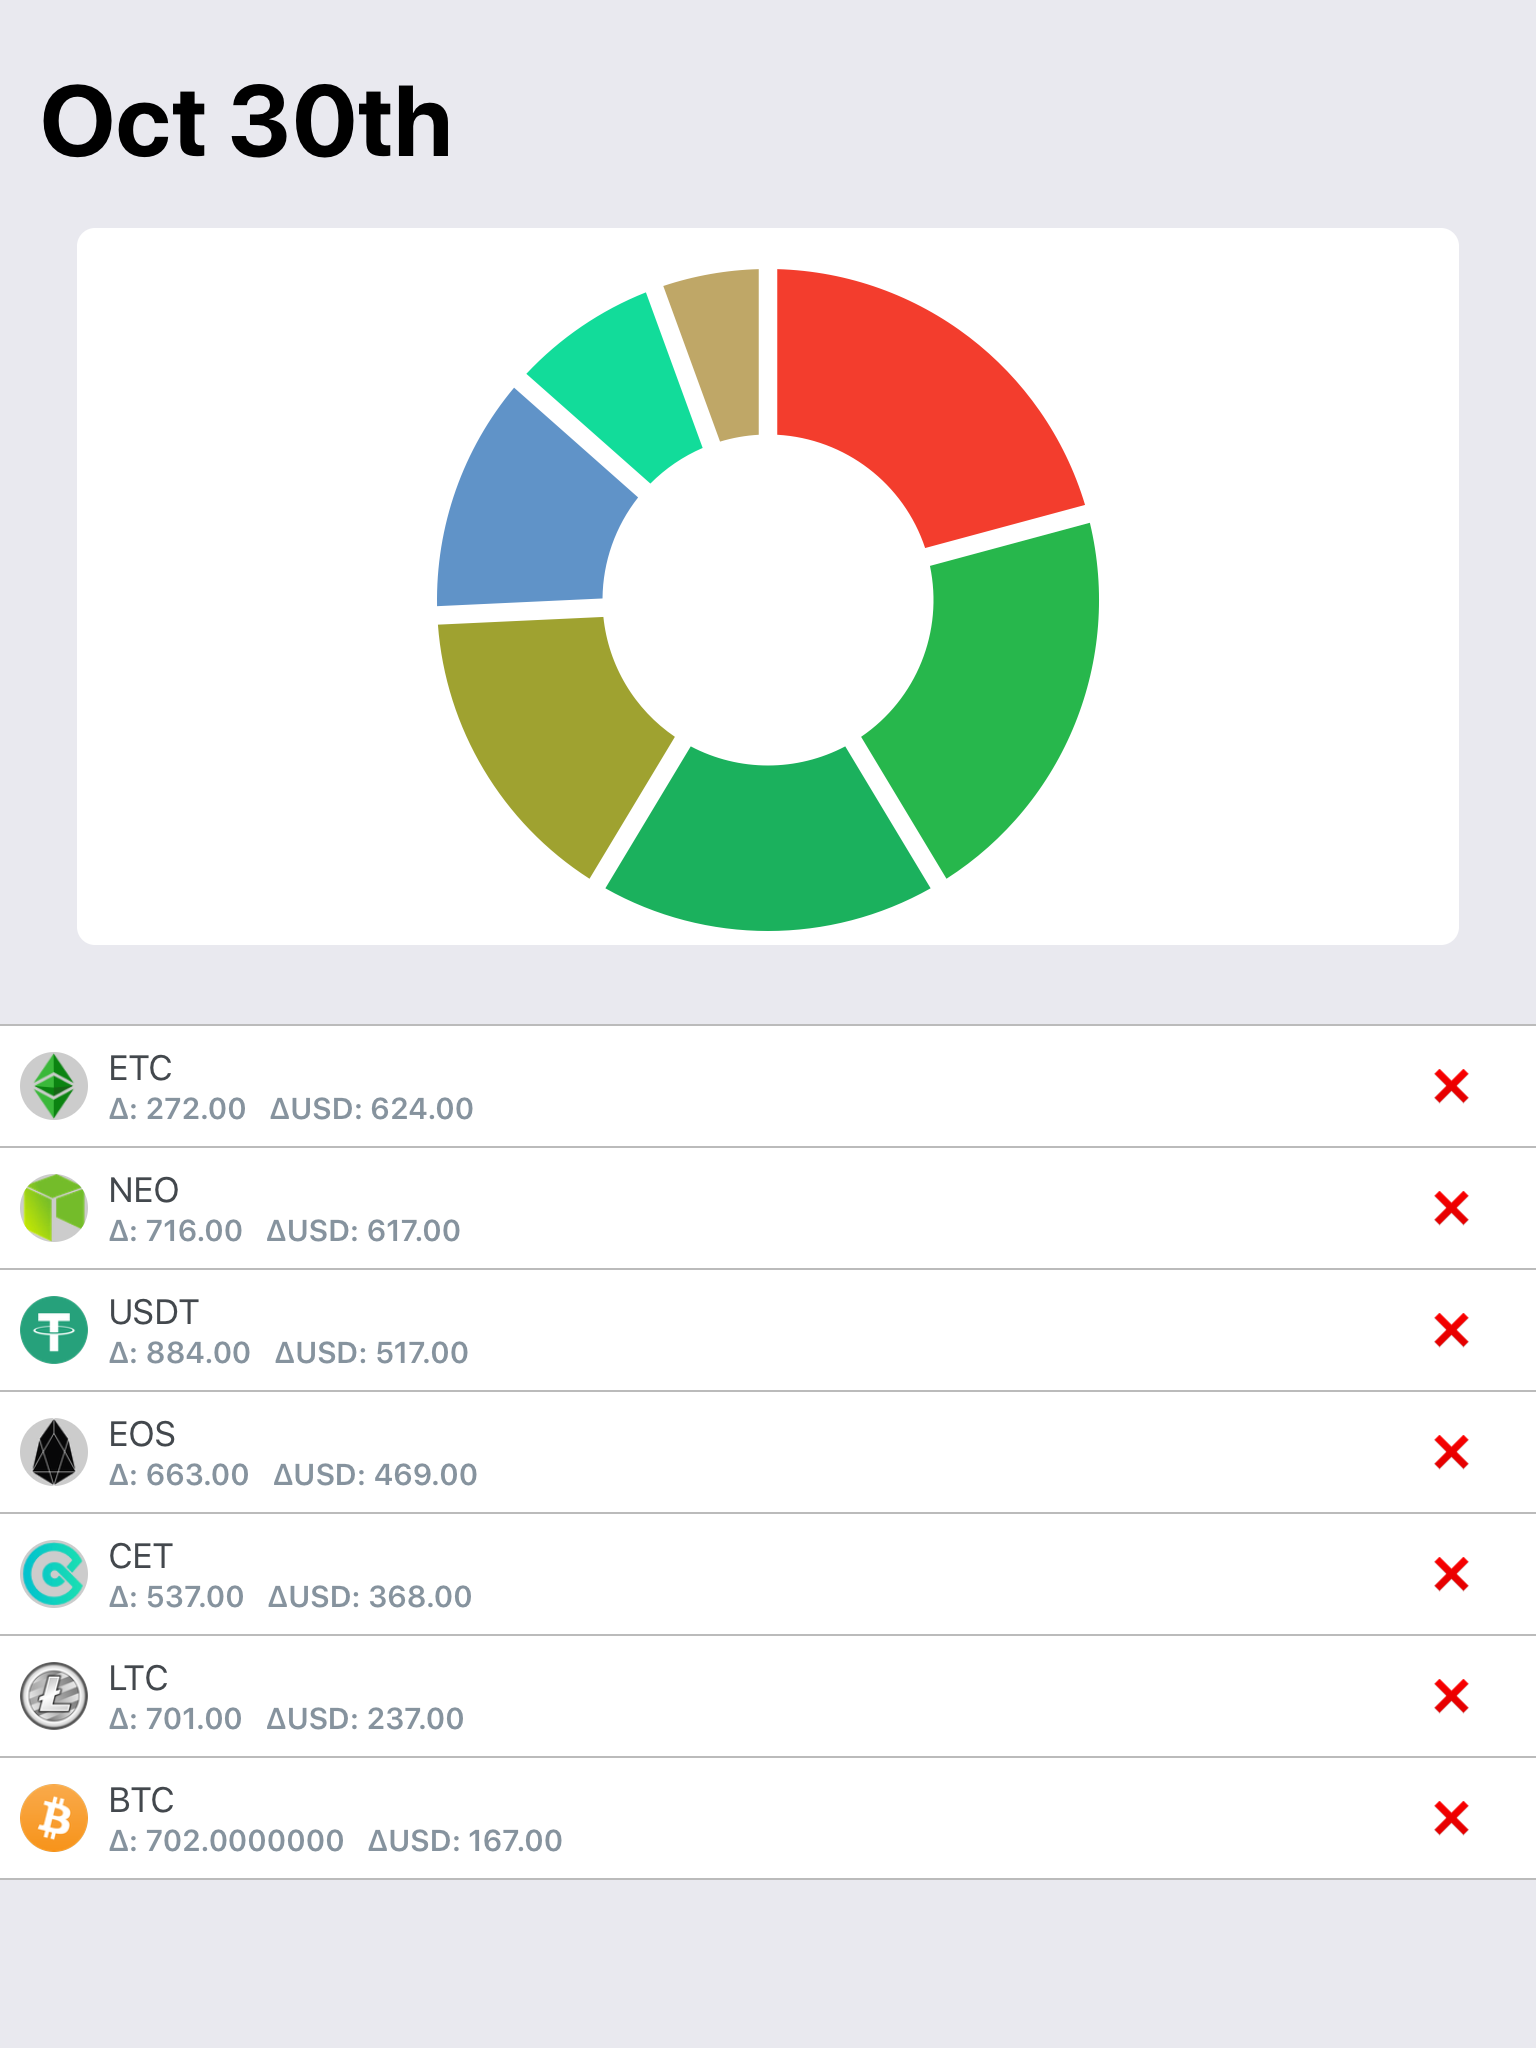 Oct 30th
ETC
Δ: 272.00 ΔUSD: 624.00
NEO
Δ: 716.00 ΔUSD: 617.00
USDT
Δ: 884.00 ΔUSD: 517.00
EOS
Δ: 663.00 ΔUSD: 469.00
CET
Δ: 537.00 ΔUSD: 368.00
LTC
Δ: 701.00 ΔUSD: 237.00
BTC
Δ: 702.0000000 ΔUSD: 167.00